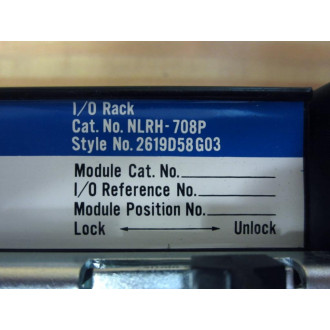 I/O Rack
Cat. No. NLRH-708P
Style No. 2619D58G03
Module Cat. No.
I/O Reference No.
Module Position No.
Lock Unlock